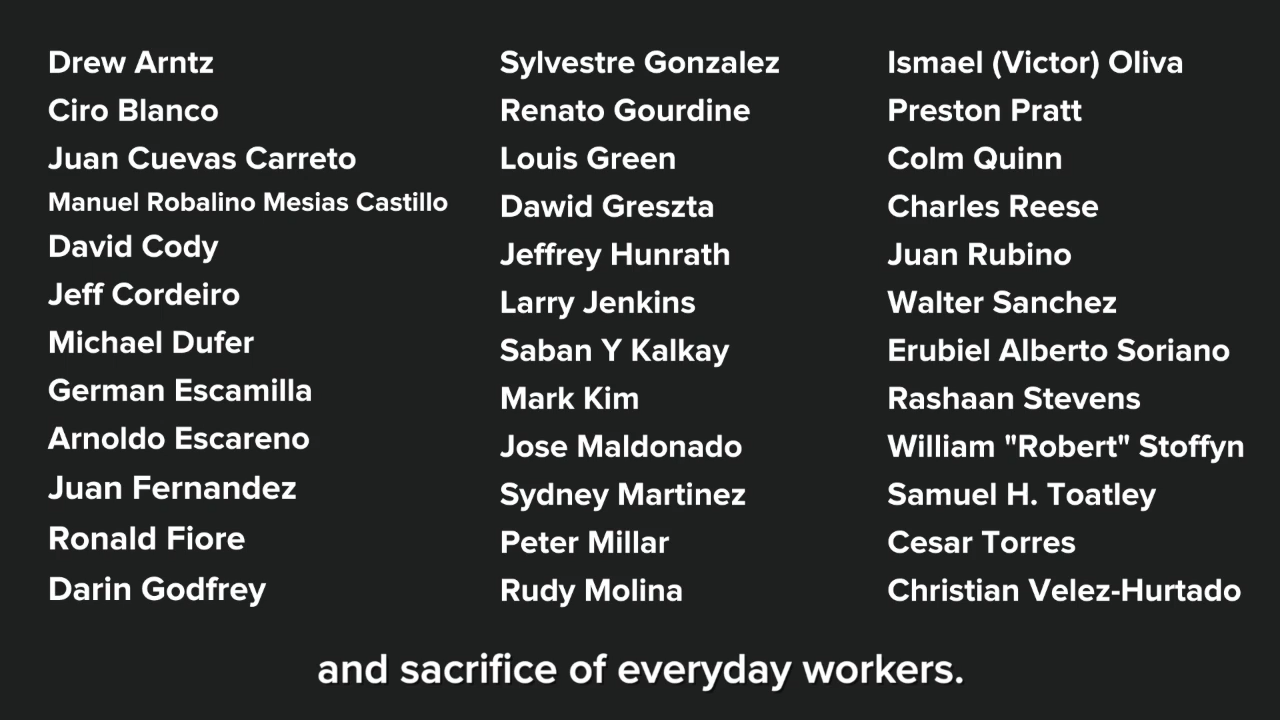 Drew Arntz
Ciro Blanco
Juan Cuevas Carreto
Manuel Robalino Mesias Castillo
David Cody
Jeff Cordeiro
Michael Dufer
German Escamilla
Arnoldo Escareno
Juan Fernandez
Ronald Fiore
Darin Godfrey
Sylvestre Gonzalez
Renato Gourdine
Louis Green
Dawid Greszta
Jeffrey Hunrath
Larry Jenkins
Saban Y Kalkay
Mark Kim
Jose Maldonado
Sydney Martinez
Peter Millar
Rudy Molina
Ismael (Victor) Oliva
Preston Pratt
Colm Quinn
Charles Reese
Juan Rubino
Walter Sanchez
Erubiel Alberto Soriano
Rashaan Stevens
William "Robert" Stoffyn
Samuel H. Toatley
Cesar Torres
Christian Velez-Hurtado
and sacrifice of everyday workers.